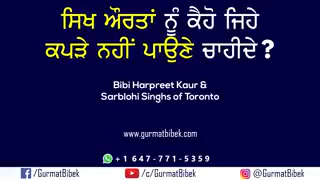 ਸਿਖ ਔਰਤਾਂ ਨੂੰ ਕੈਹੋ ਜਿਹੇ
ਕਪੜੇ ਨਹੀਂ ਪਾਉਣੇ ਚਾਹੀਦੇ?
Bibi Harpreet Kaur &
Sarblohi Singhs of Toronto
www.gurmatbibek.com
+1 647-771-5359
/GurmatBibek
/c/GurmatBibek
/GurmatBibek